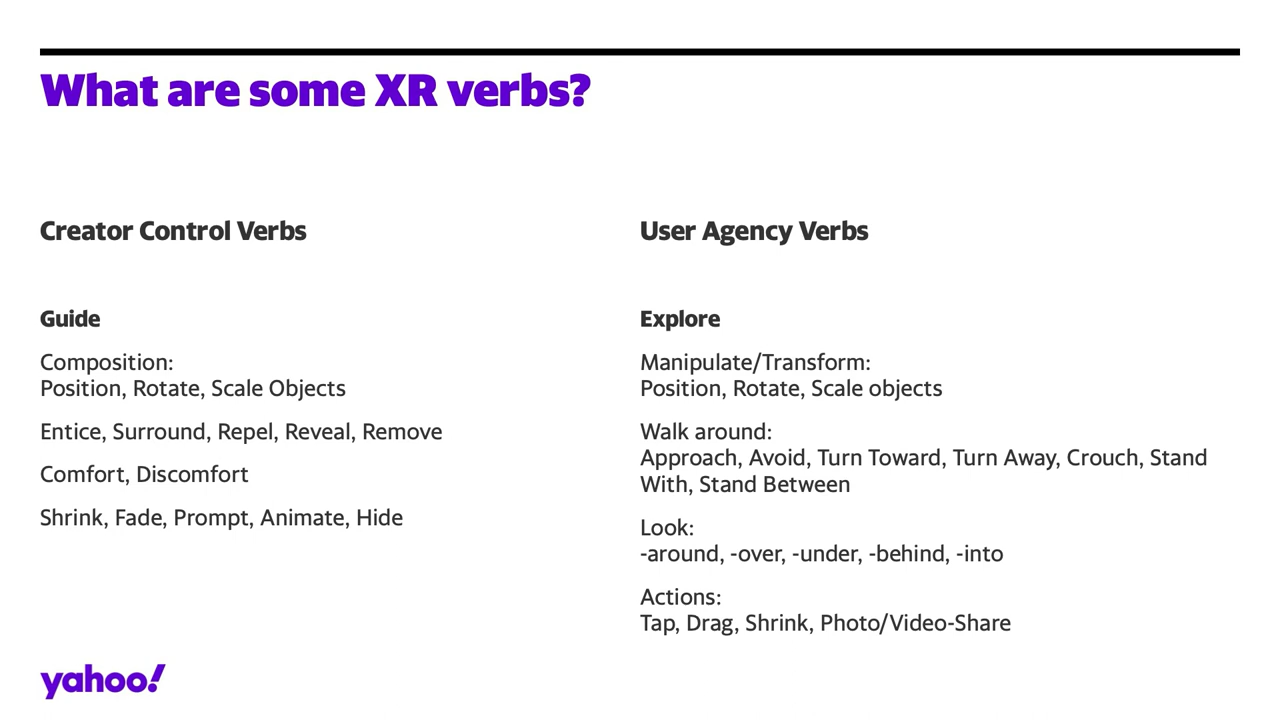 What are some XR verbs?
Creator Control Verbs
Guide
Composition:
Position, Rotate, Scale Objects
Entice, Surround, Repel, Reveal, Remove
Comfort, Discomfort
Shrink, Fade, Prompt, Animate, Hide
User Agency Verbs
Explore
Manipulate/Transform:
Position, Rotate, Scale objects
Walk around:
Approach, Avoid, Turn Toward, Turn Away, Crouch, Stand
With, Stand Between
Look:
-around, -over, -under, -behind, -into
Actions:
Tap, Drag, Shrink, Photo/Video-Share
yahoo!